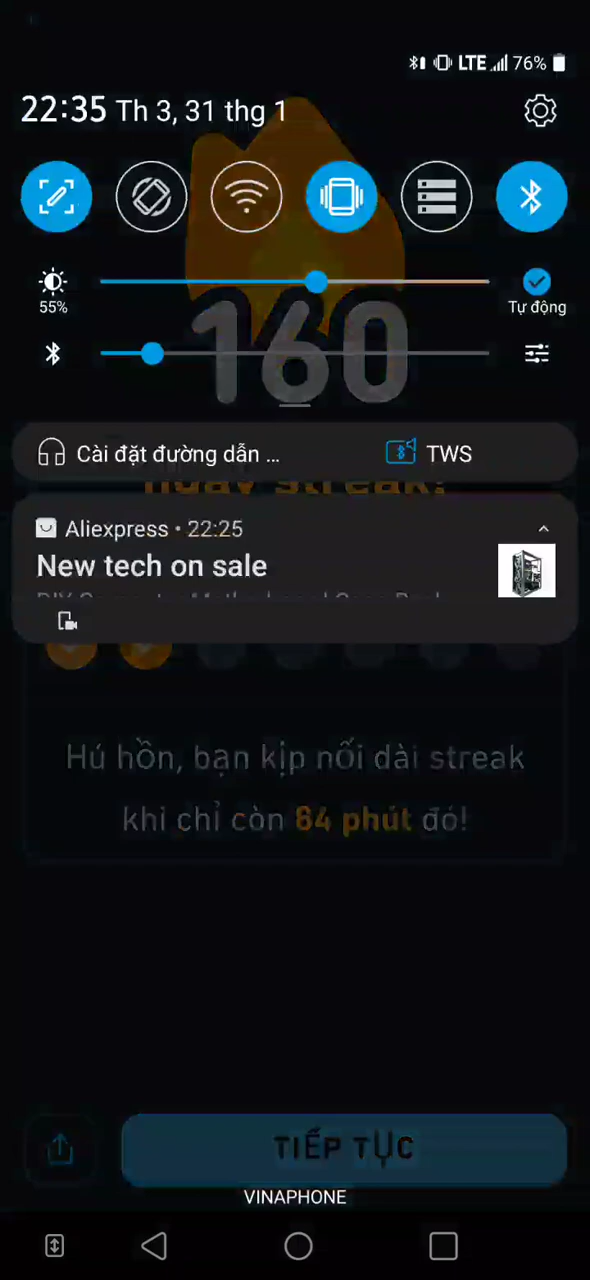 LTE 76%
22:35 Th 3, 31 thg 1
55%
Tự động
160
ngày streak!
Cài đặt đường dẫn ... TWS
Aliexpress • 22:25
New tech on sale
Hú hồn, bạn kịp nối dài streak
khi chỉ còn 84 phút đó!
TIẾP TỤC
VINAPHONE